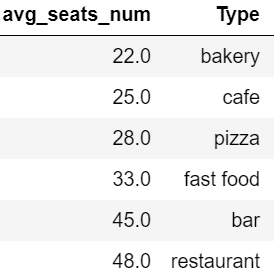 avg_seats_num Type
22.0 bakery
25.0 cafe
28.0 pizza
33.0 fast food
45.0 bar
48.0 restaurant